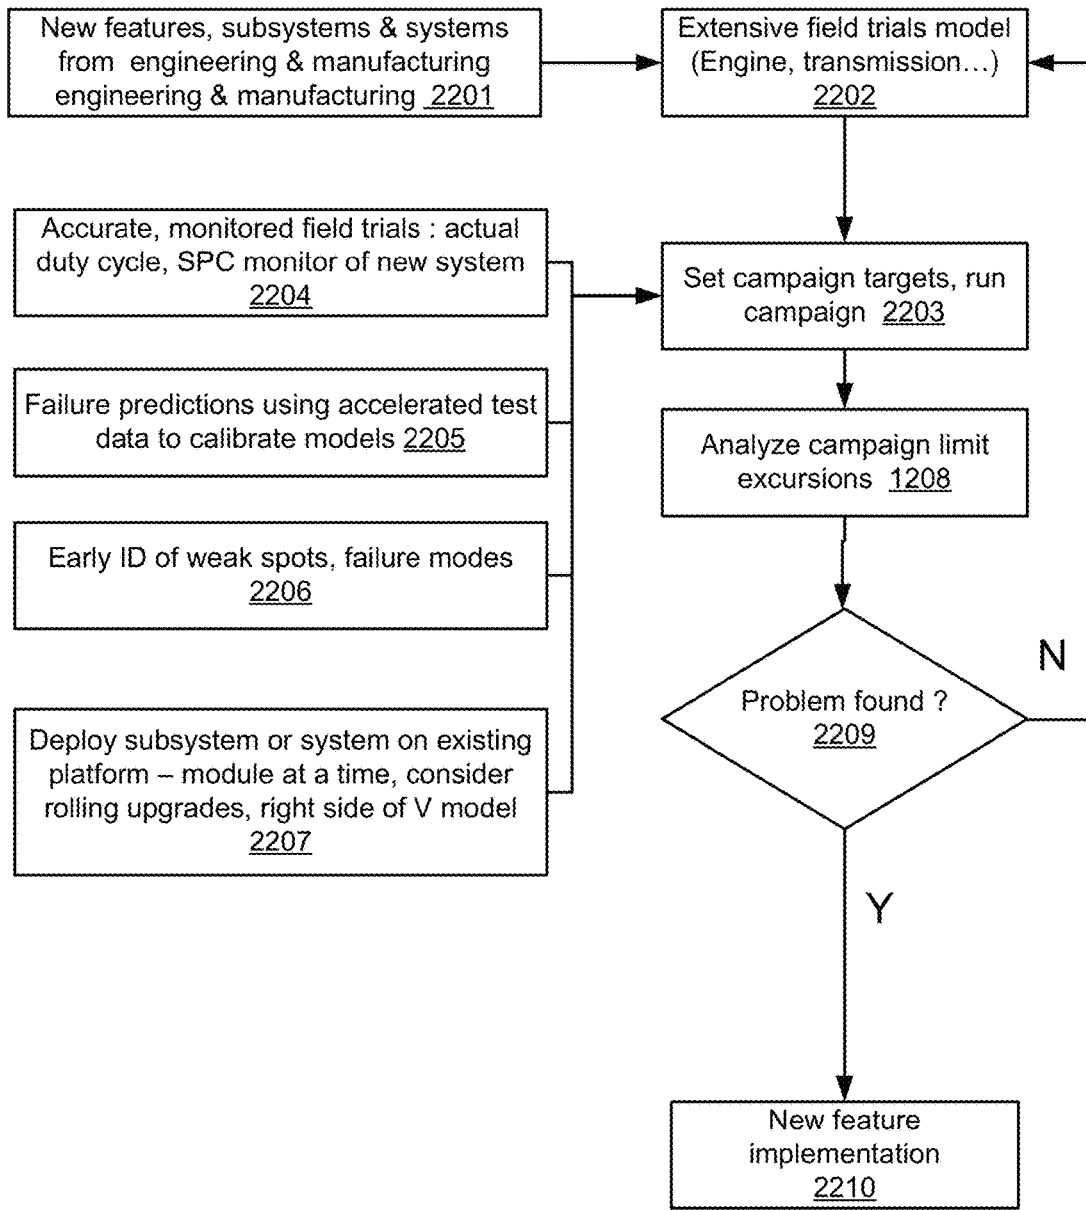 New features, subsystems & systems
from engineering & manufacturing
engineering & manufacturing 2201
Extensive field trials model
(Engine, transmission...)
2202
Accurate, monitored field trials : actual
duty cycle, SPC monitor of new system
2204
Set campaign targets, run
campaign 2203
Failure predictions using accelerated test
data to calibrate models 2205
Analyze campaign limit
excursions 1208
Early ID of weak spots, failure modes
2206
Problem found ?
2209
N
Deploy subsystem or system on existing
platform – module at a time, consider
rolling upgrades, right side of V model
2207
Y
New feature
implementation
2210